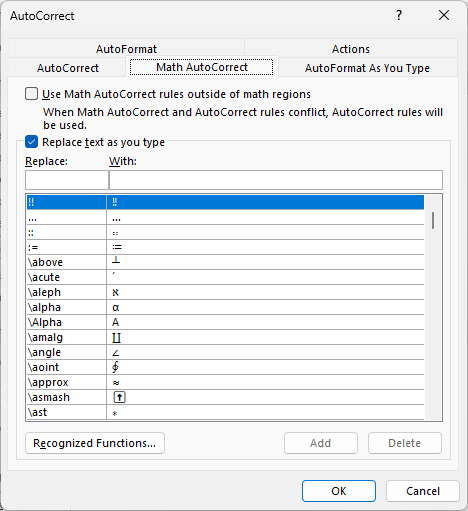 AutoCorrect
? ×
AutoFormat Actions
AutoCorrect Math AutoCorrect AutoFormat As You Type
Use Math AutoCorrect rules outside of math regions
When Math AutoCorrect and AutoCorrect rules conflict, AutoCorrect rules will
be used.
Replace text as you type
Replace: With:
!! ‼
... …
:: ∷
:= ≔
\above ┴
\acute ́
\aleph ℵ
\alpha α
\Alpha Α
\amalg ∐
\angle ∠
\aoint ∳
\approx ≈
\asmash ⬆
\ast ∗
Recognized Functions... Add Delete
OK Cancel